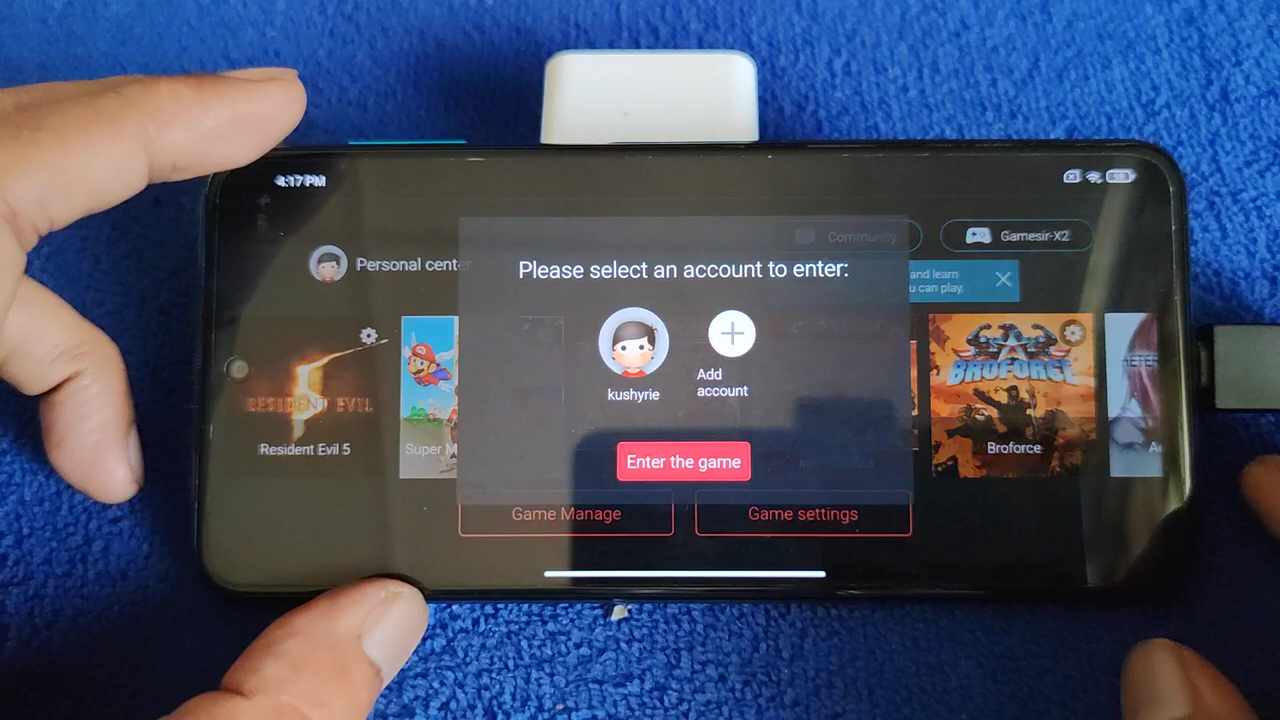 4:17 PM
98
Community
Gamesir-X2
Personal center
Please select an account to enter:
and learn
u can play.
kushyrie
Add
account
RESIDENT EVIL
BROFORCE
Resident Evil 5
Super M
Broforce
Enter the game
Game Manage
Game settings